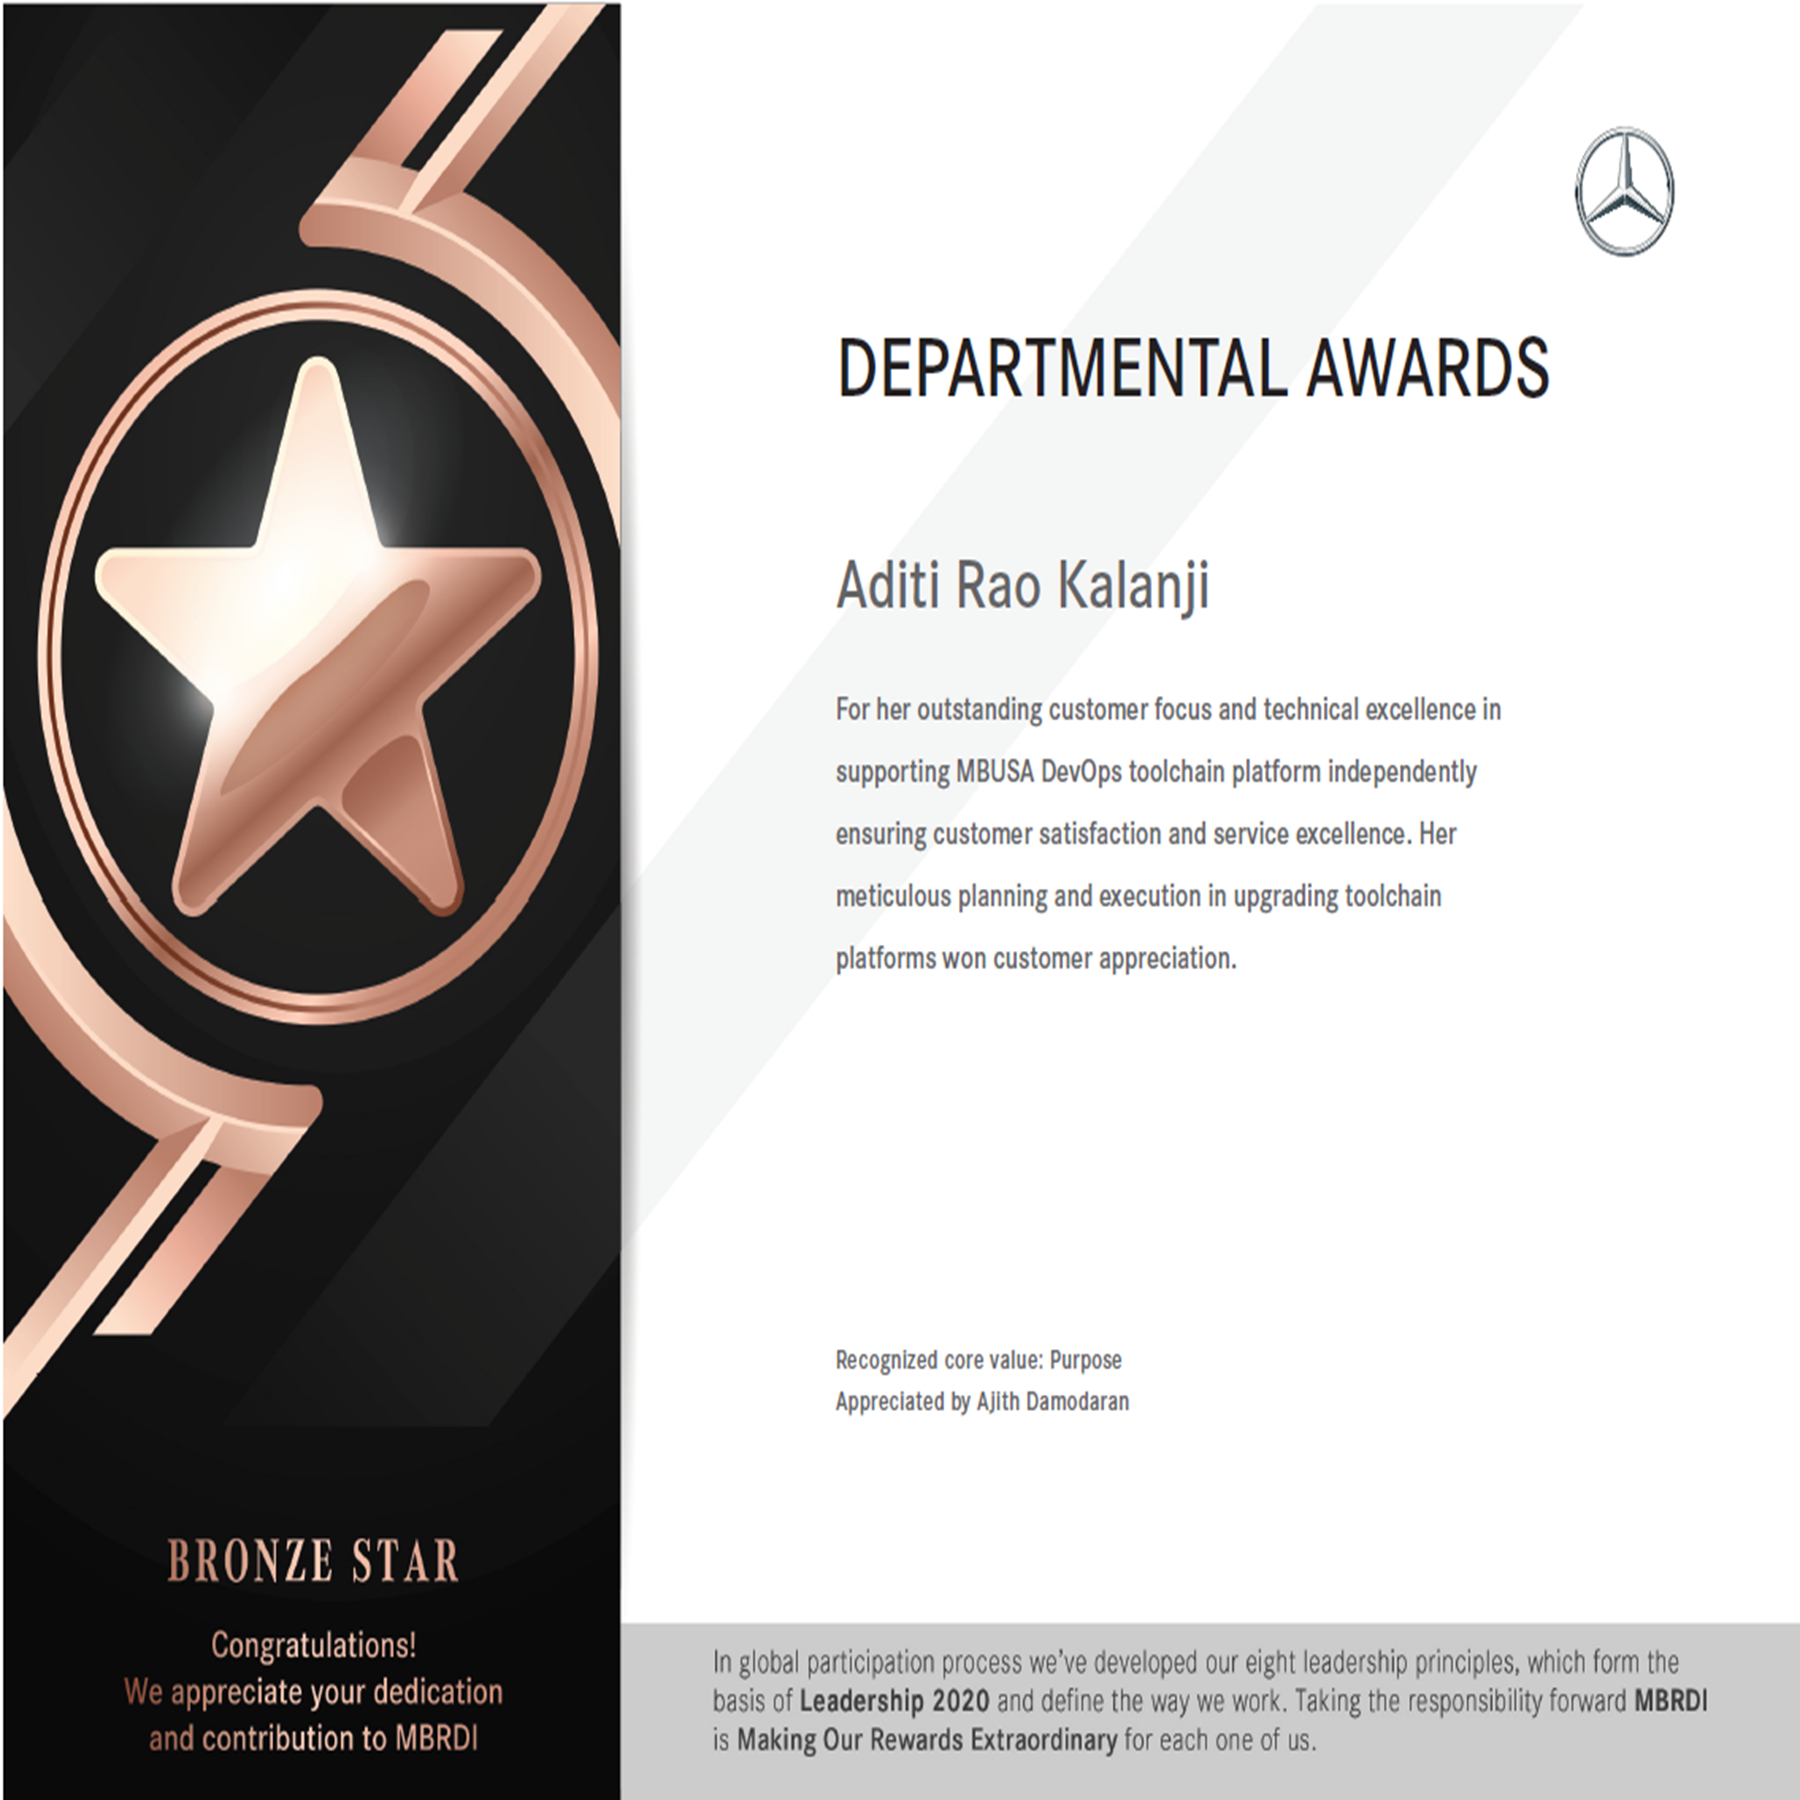 DEPARTMENTAL AWARDS
Aditi Rao Kalanji
For her outstanding customer focus and technical excellence in
supporting MBUSA DevOps toolchain platform independently
ensuring customer satisfaction and service excellence. Her
meticulous planning and execution in upgrading toolchain
platforms won customer appreciation.
Recognized core value: Purpose
Appreciated by AJith Damodaran
BRONZE STAR
Congratulations!
We appreciate your dedication
and contribution to MBRDI
In global participation process we've developed our eight leadership principles, which form the
basis of Leadership 2020 and define the way we work. Taking the responsibility forward MBRDI
is Making Our Rewards Extraordinary for each one of us.